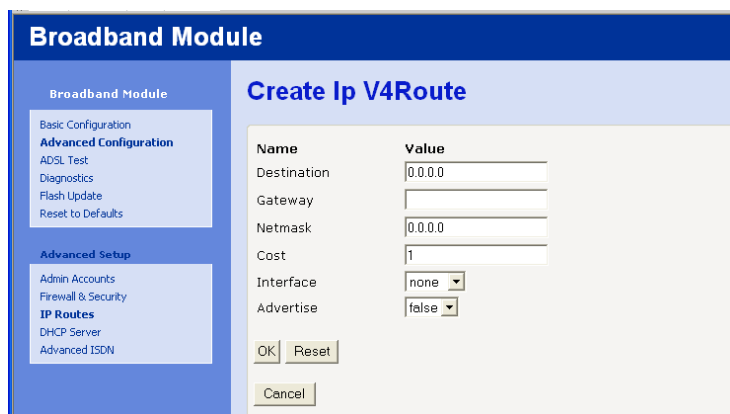 Broadband Module
Broadband Module
Basic Configuration
Advanced Configuration
ADSL Test
Diagnostics
Flash Update
Reset to Defaults
Advanced Setup
Admin Accounts
Firewall & Security
IP Routes
DHCP Server
Advanced ISDN
Create Ip V4Route
Name Value
Destination 0.0.0.0
Gateway
Netmask 0.0.0.0
Cost 1
Interface none
Advertise false
OK Reset
Cancel